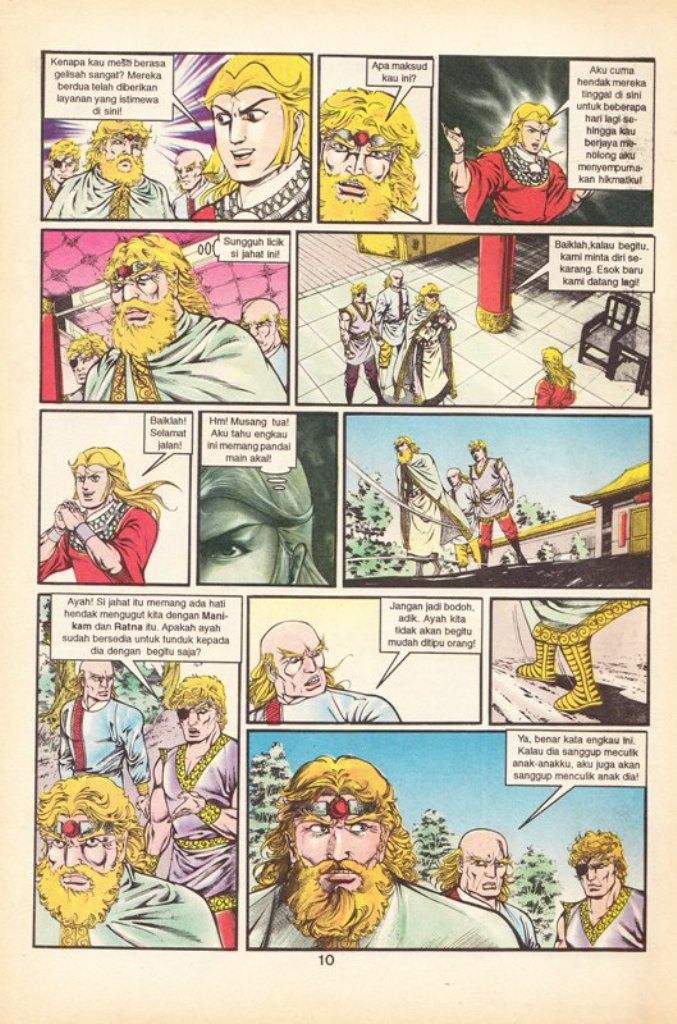 Kenapa kau mesti berasa
gelisah sangat? Mereka
berdua telah diberikan
layanan yang istimewa
di sini!
Apa maksud
kau ini?
Aku cuma
hendak mereka
tinggal di sini
untuk beberapa
hari lagi se-
hingga kau
berjaya me-
nolong aku
menyempurna-
kan hikmatku!
Sungguh licik
si jahat ini!
Baiklah,kalau begitu,
kami minta diri se-
karang. Esok baru
kami datang lagi!
Baiklah!
Selamat
jalan!
Hm! Musang tua!
Aku tahu engkau
ini memang pandai
main akal!
Ayah! Si jahat itu memang ada hati
hendak mengugut kita dengan Mani-
kam dan Ratna itu. Apakah ayah
sudah bersedia untuk tunduk kepada
dia dengan begitu saja?
Jangan jadi bodoh,
adik. Ayah kita
tidak akan begitu
mudah ditipu orang!
Ya, benar kata engkau ini.
Kalau dia sanggup meculik
anak-anakku, aku juga akan
sanggup menculik anak dia!
10